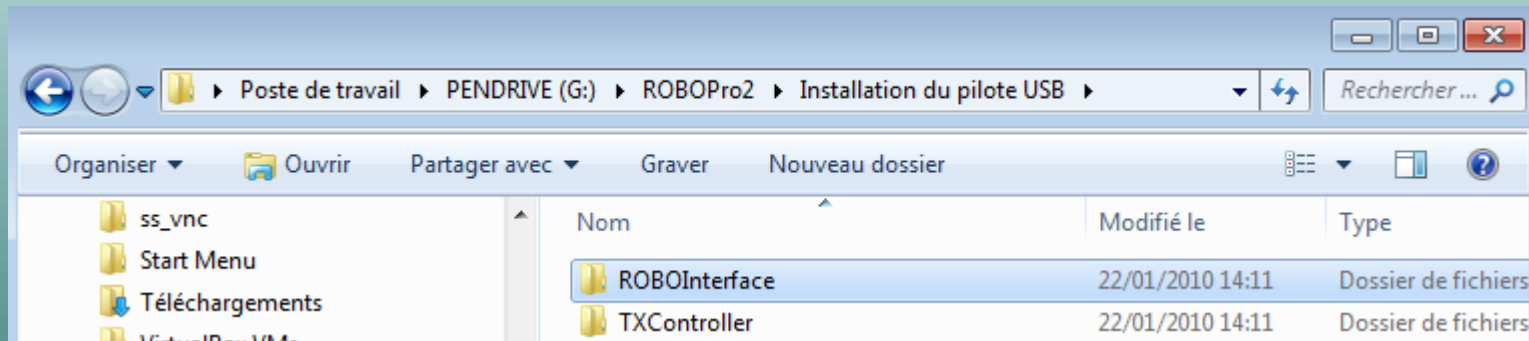 Poste de travail ▸ PENDRIVE (G:) ▸ ROBOPro2 ▸ Installation du pilote USB ▸ Rechercher ...
Organiser Ouvrir Partager avec Graver Nouveau dossier
ss_vnc
Start Menu
Téléchargements
VirtualBox VMs
Nom Modifié le Type
ROBOInterface 22/01/2010 14:11 Dossier de fichiers
TXController 22/01/2010 14:11 Dossier de fichiers